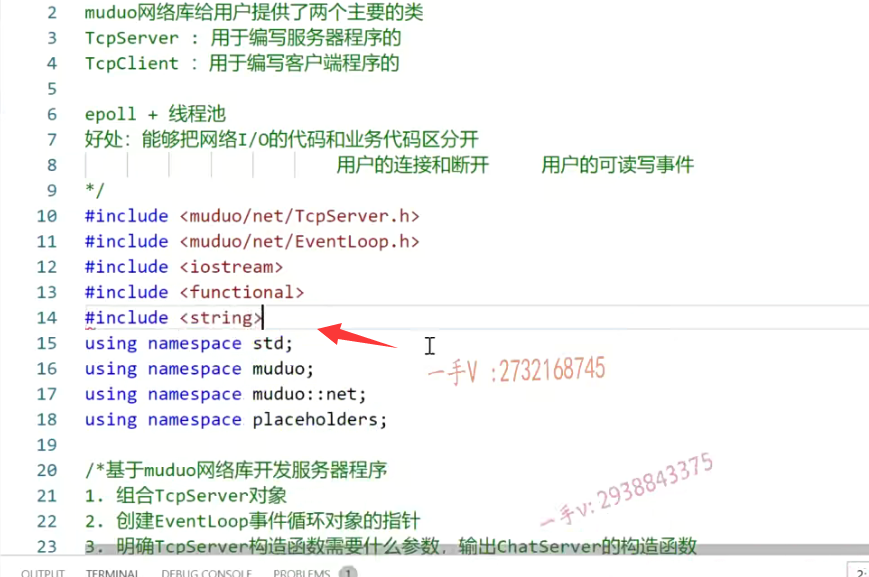 2 muduo网络库给用户提供了两个主要的类
3 TcpServer : 用于编写服务器程序的
4 TcpClient : 用于编写客户端程序的
5
6 epoll + 线程池
7 好处: 能够把网络I/O的代码和业务代码区分开
8 用户的连接和断开 用户的可读写事件
9 */
10 #include <muduo/net/TcpServer.h>
11 #include <muduo/net/EventLoop.h>
12 #include <iostream>
13 #include <functional>
14 #include <string>
15 using namespace std;
16 using namespace muduo;
17 using namespace muduo::net;
18 using namespace placeholders;
19
20 /*基于muduo网络库开发服务器程序
21 1. 组合TcpServer对象
22 2. 创建EventLoop事件循环对象的指针
23 3. 明确TcpServer构造函数需要什么参数, 输出ChatServer的构造函数
一手V :2732168745
一手v: 2938843375
OUTPUT TERMINAL DEBUG CONSOLE PROBLEMS 1 2: